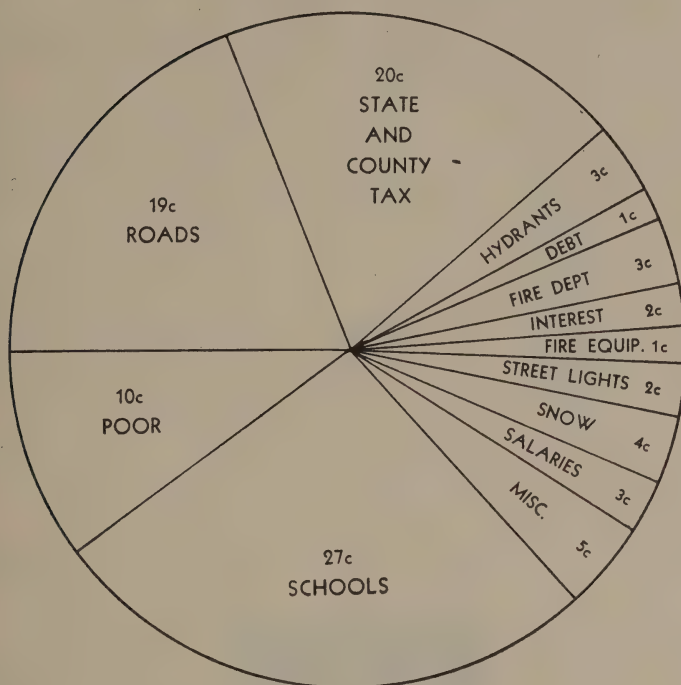 20c
STATE
AND
COUNTY
TAX
3c
HYDRANTS
1c
DEBT
3c
FIRE DEPT
2c
INTEREST
FIRE EQUIP. 1c
STREET LIGHTS 2c
SNOW 4c
SALARIES 3c
MISC. 5c
27c
SCHOOLS
10c
POOR
19c
ROADS